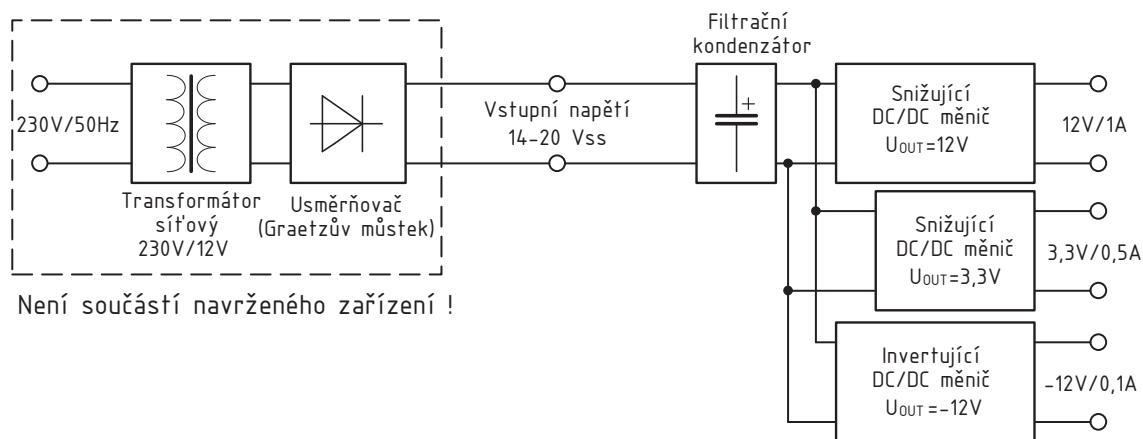 230V/50Hz
Transformátor
síťový
230V/12V
Usměrňovač
(Graetzův můstek)
Není součástí navrženého zařízení !
Vstupní napětí
14-20 Vss
Filtrační
kondenzátor
+
Snižující
DC/DC měnič
UOUT=12V
12V/1A
Snižující
DC/DC měnič
UOUT=3,3V
3,3V/0,5A
Invertující
DC/DC měnič
UOUT=-12V
-12V/0,1A